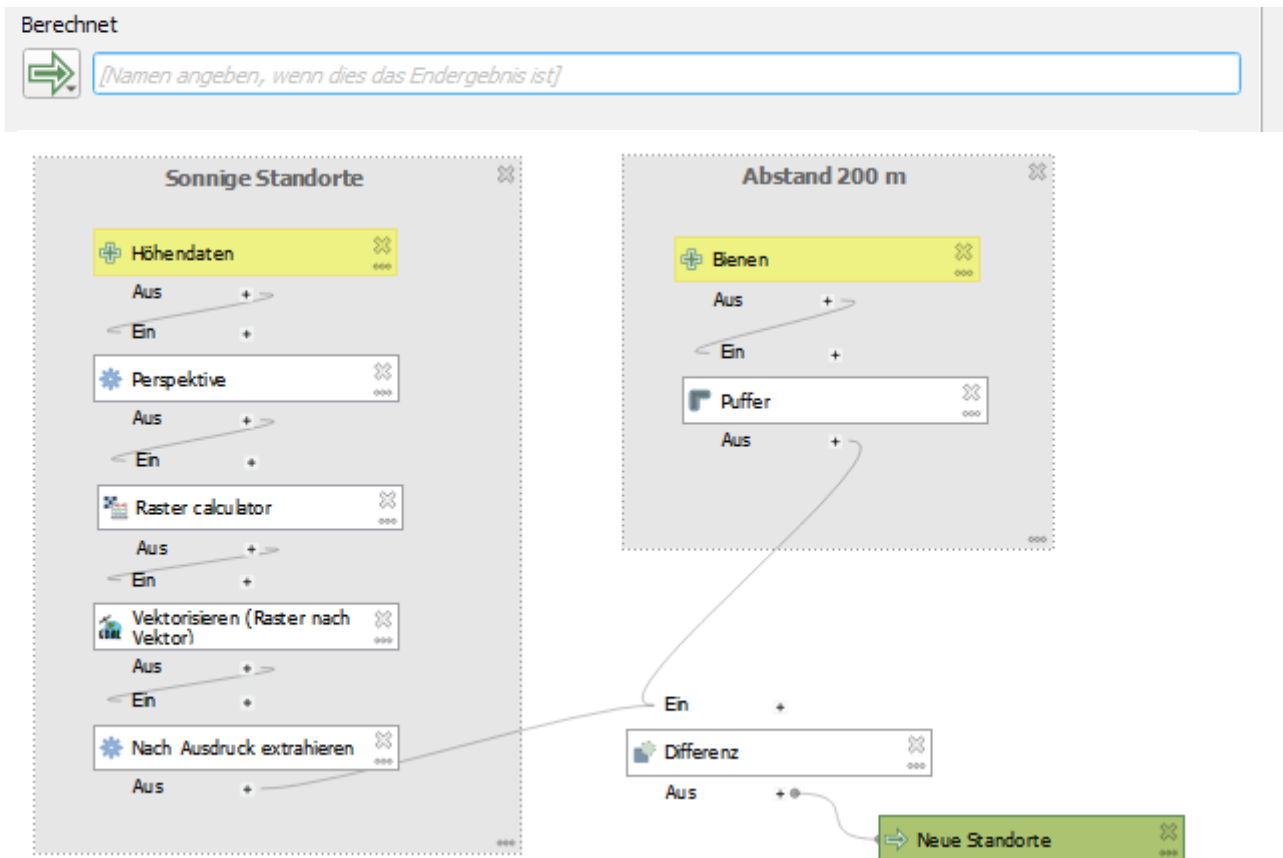 Berechnet
[Namen angeben, wenn dies das Endergebnis ist]
Sonnige Standorte
Höhendaten
Aus
Ein
Perspektive
Aus
Ein
Raster calculator
Aus
Ein
Vektorisieren (Raster nach
Vektor)
Aus
Ein
Nach Ausdruck extrahieren
Aus
Abstand 200 m
Bienen
Aus
Ein
Puffer
Aus
Ein
Differenz
Aus
Neue Standorte